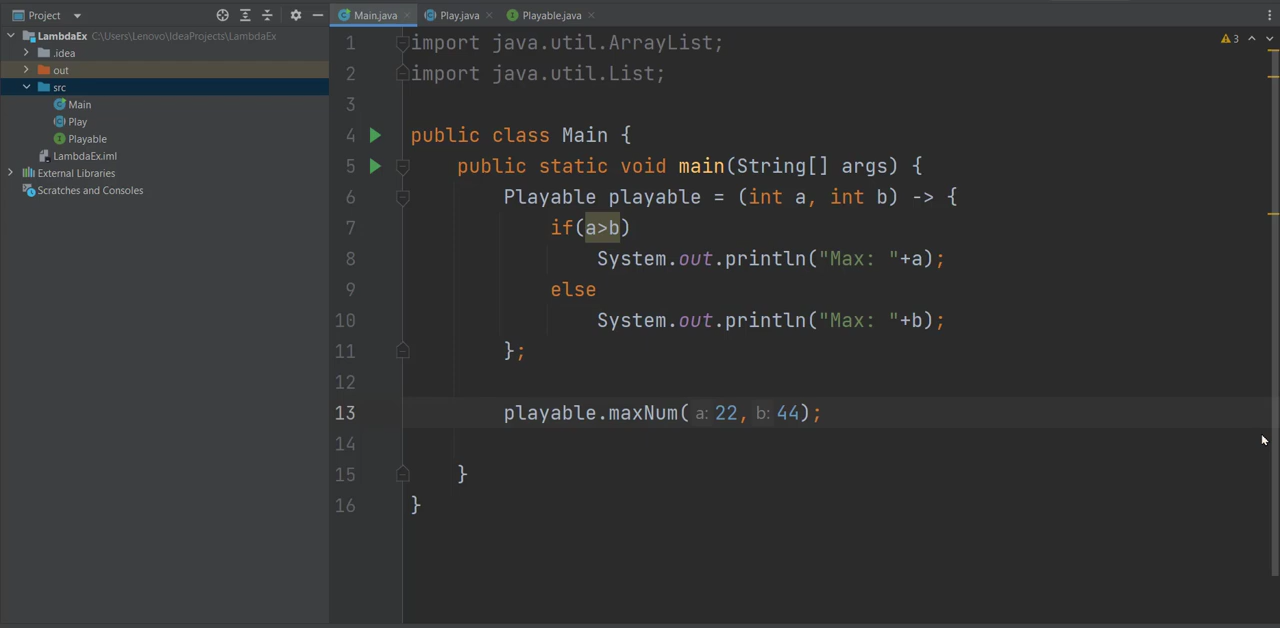 Project
LambdaEx C:\Users\Lenovo\IdeaProjects\LambdaEx
.idea
out
src
Main
Play
Playable
LambdaEx.iml
External Libraries
Scratches and Consoles
Main.java Play.java Playable.java
3
1 import java.util.ArrayList;
2 import java.util.List;
3
4 public class Main {
5 public static void main(String[] args) {
6 Playable playable = (int a, int b) -> {
7 if(a>b)
8 System.out.println("Max: "+a);
9 else
10 System.out.println("Max: "+b);
11 };
12
13 playable.maxNum( a: 22, b: 44);
14
15 }
16 }